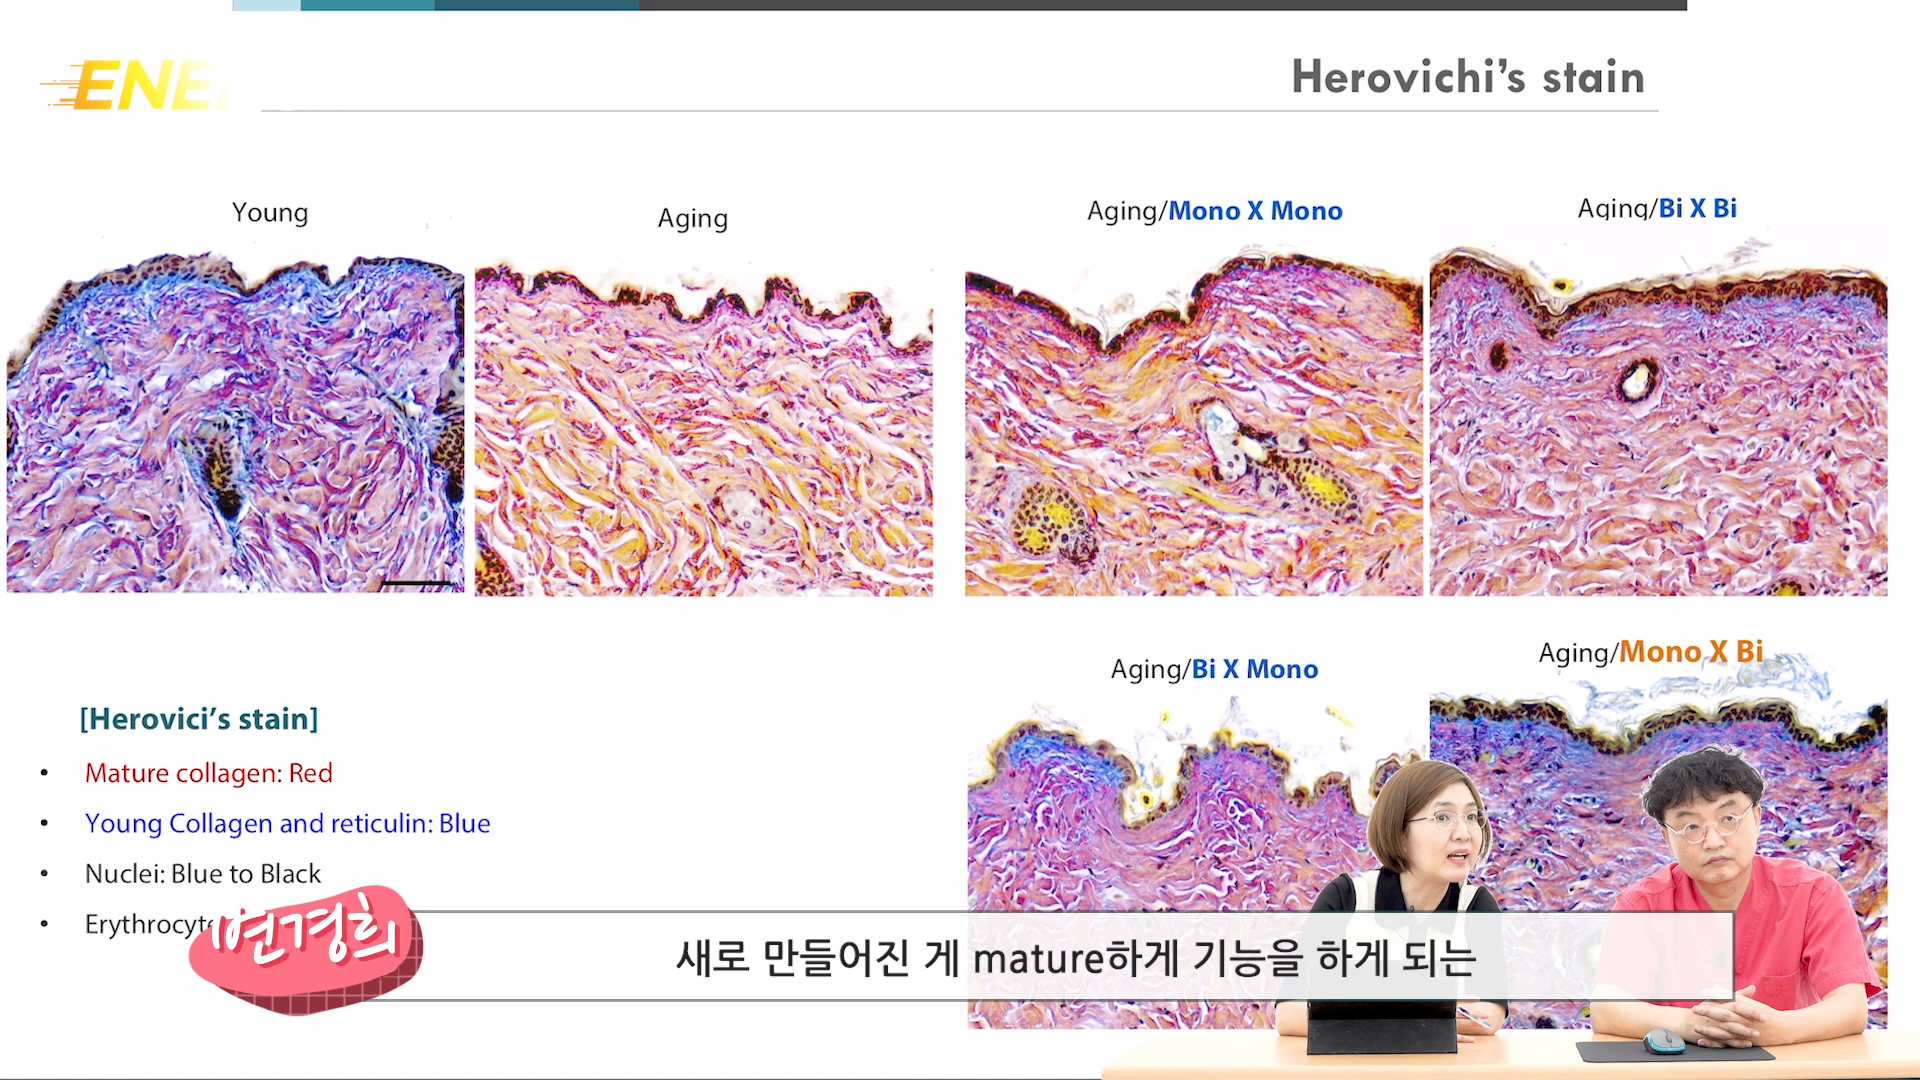 ENE
Herovichi's stain
Young
Aging
Aging/Mono X Mono
Aging/Bi X Bi
Aging/Bi X Mono
Aging/Mono X Bi
[Herovici's stain]
• Mature collagen: Red
• Young Collagen and reticulin: Blue
• Nuclei: Blue to Black
• Erythrocyt
변경희
새로 만들어진 게 mature하게 기능을 하게 되는